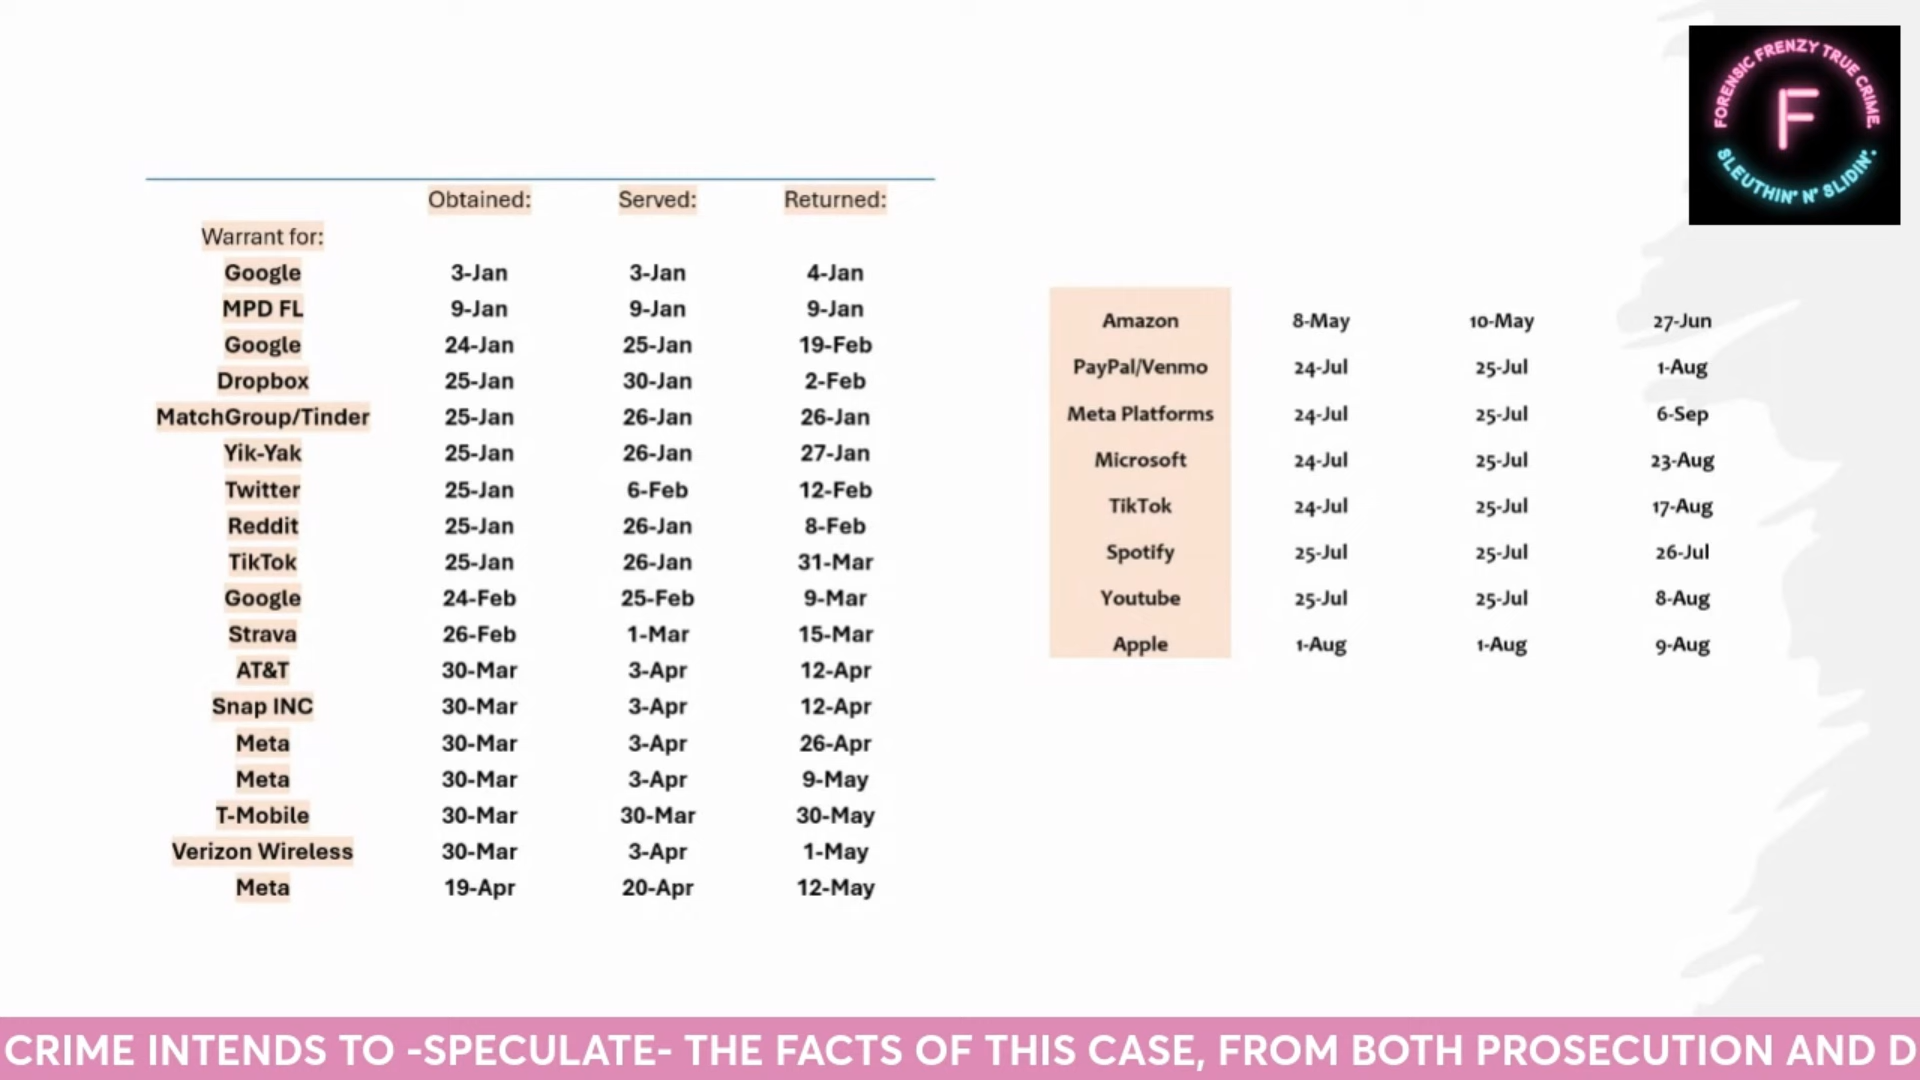 FORENSIC FRENZY TRUE CRIME.
F
SLEUTHIN' N' SLIDIN'.
Obtained: Served: Returned:
Warrant for:
Google 3-Jan 3-Jan 4-Jan
MPD FL 9-Jan 9-Jan 9-Jan
Google 24-Jan 25-Jan 19-Feb
Dropbox 25-Jan 30-Jan 2-Feb
MatchGroup/Tinder 25-Jan 26-Jan 26-Jan
Yik-Yak 25-Jan 26-Jan 27-Jan
Twitter 25-Jan 6-Feb 12-Feb
Reddit 25-Jan 26-Jan 8-Feb
TikTok 25-Jan 26-Jan 31-Mar
Google 24-Feb 25-Feb 9-Mar
Strava 26-Feb 1-Mar 15-Mar
AT&T 30-Mar 3-Apr 12-Apr
Snap INC 30-Mar 3-Apr 12-Apr
Meta 30-Mar 3-Apr 26-Apr
Meta 30-Mar 3-Apr 9-May
T-Mobile 30-Mar 30-Mar 30-May
Verizon Wireless 30-Mar 3-Apr 1-May
Meta 19-Apr 20-Apr 12-May
Amazon 8-May 10-May 27-Jun
PayPal/Venmo 24-Jul 25-Jul 1-Aug
Meta Platforms 24-Jul 25-Jul 6-Sep
Microsoft 24-Jul 25-Jul 23-Aug
TikTok 24-Jul 25-Jul 17-Aug
Spotify 25-Jul 25-Jul 26-Jul
Youtube 25-Jul 25-Jul 8-Aug
Apple 1-Aug 1-Aug 9-Aug
CRIME INTENDS TO -SPECULATE- THE FACTS OF THIS CASE, FROM BOTH PROSECUTION AND D